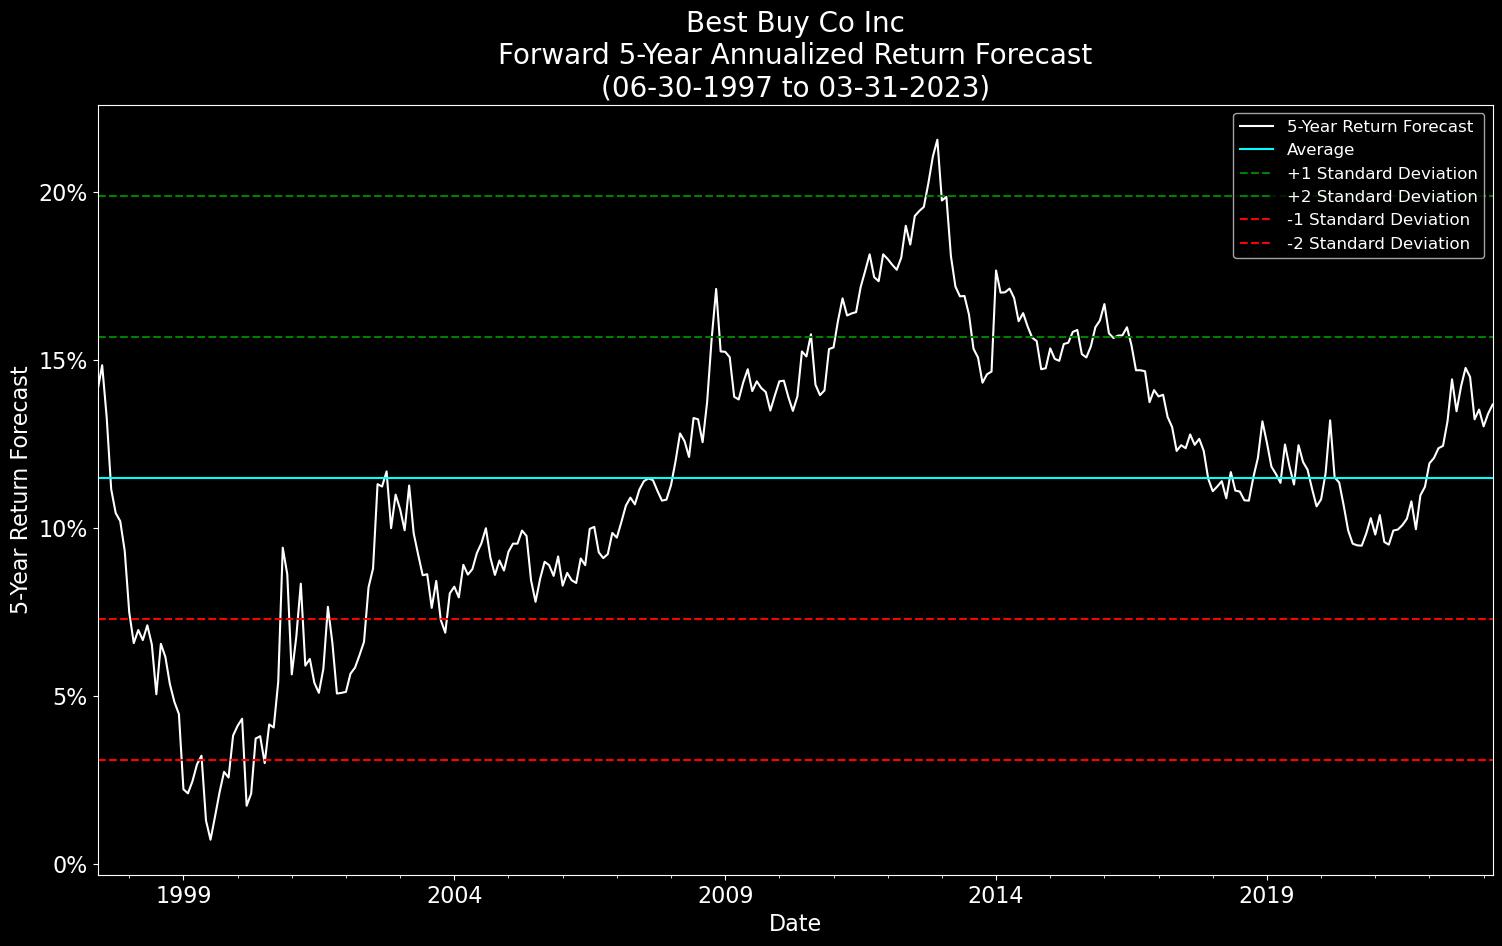 Best Buy Co Inc
Forward 5-Year Annualized Return Forecast
(06-30-1997 to 03-31-2023)
5-Year Return Forecast
Average
+1 Standard Deviation
+2 Standard Deviation
-1 Standard Deviation
-2 Standard Deviation
5-Year Return Forecast
20%
15%
10%
5%
0%
1999 2004 2009 2014 2019
Date